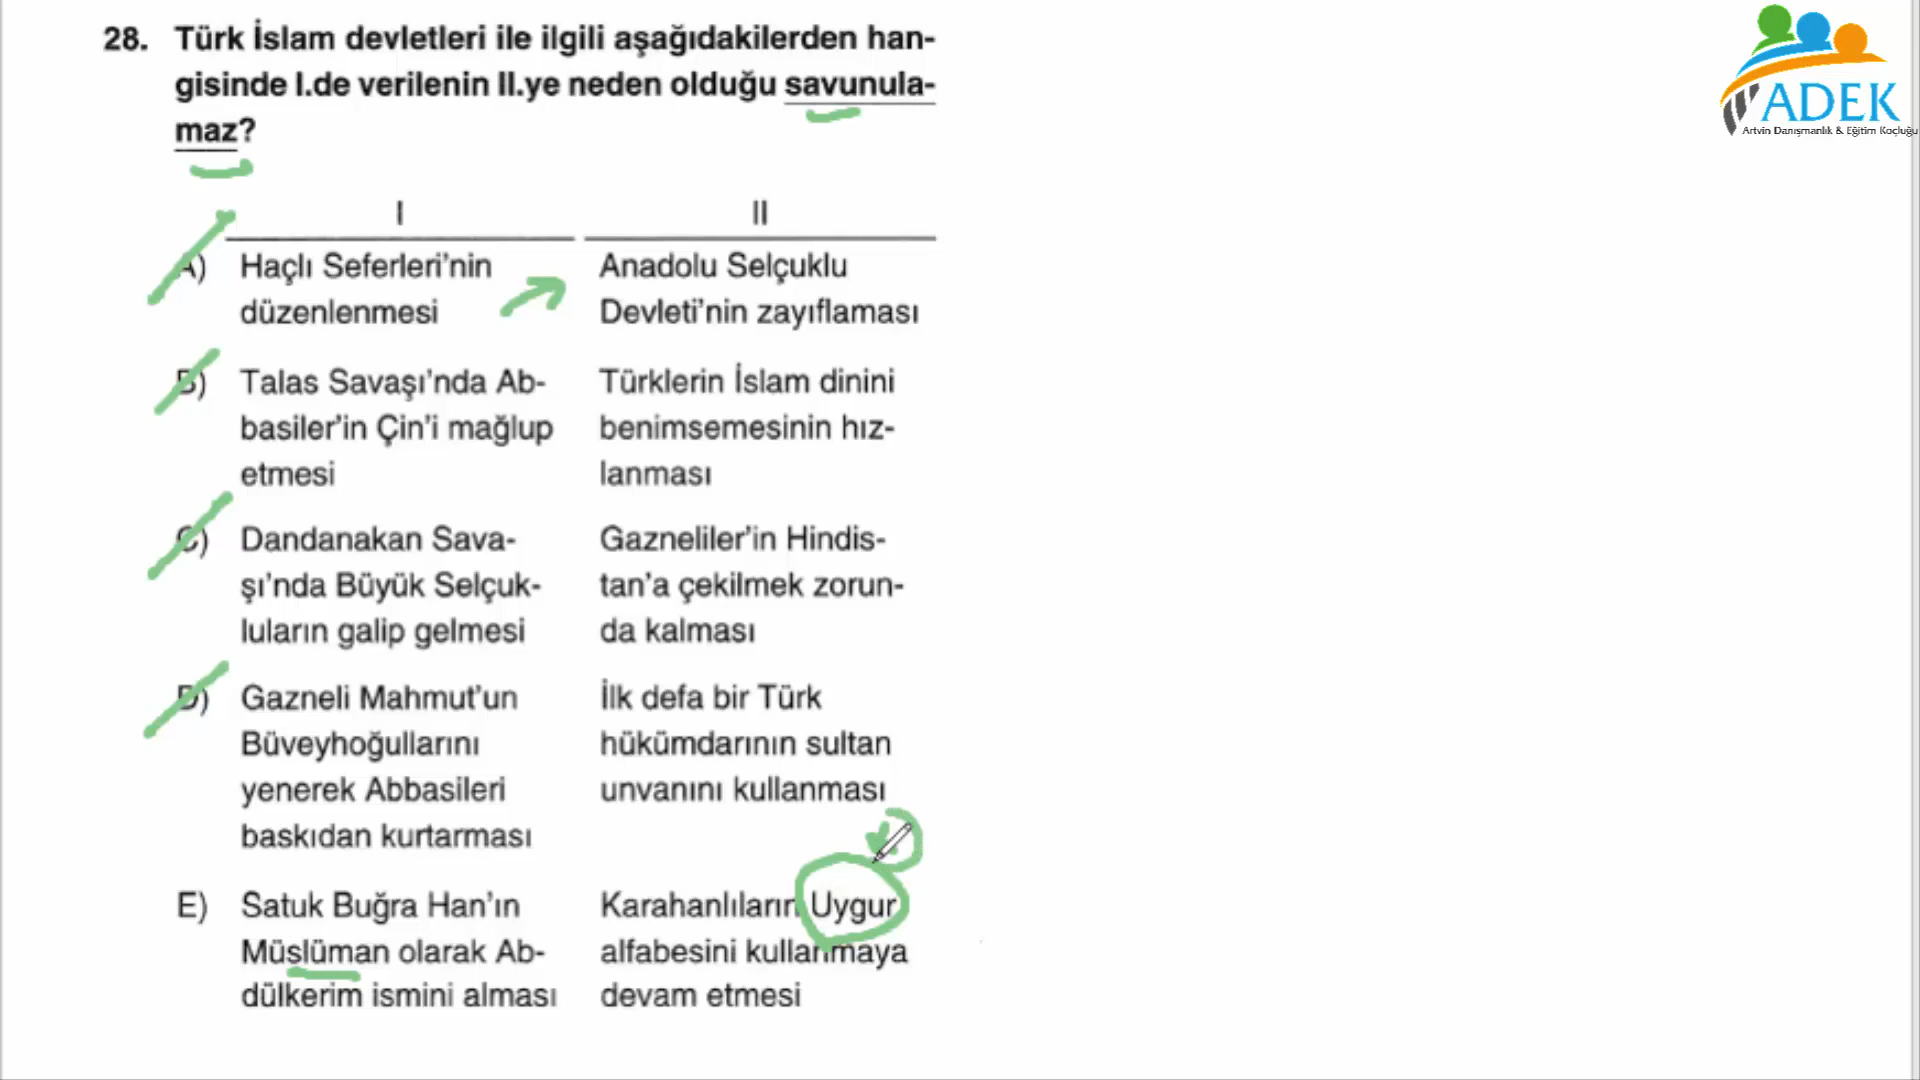 28. Türk İslam devletleri ile ilgili aşağıdakilerden han-
gisinde I.de verilenin II.ye neden olduğu savunula-
maz?
I II
A) Haçlı Seferleri’nin Anadolu Selçuklu
düzenlenmesi Devleti’nin zayıflaması
B) Talas Savaşı’nda Ab- Türklerin İslam dinini
basiler’in Çin’i mağlup benimsemesinin hız-
etmesi lanması
C) Dandanakan Sava- Gazneliler’in Hindis-
şı’nda Büyük Selçuk- tan’a çekilmek zorun-
luların galip gelmesi da kalması
D) Gazneli Mahmut’un İlk defa bir Türk
Büveyhoğullarını hükümdarının sultan
yenerek Abbasileri unvanını kullanması
baskıdan kurtarması
E) Satuk Buğra Han’ın Karahanlıların Uygur
Müslüman olarak Ab- alfabesini kullanmaya
dülkerim ismini alması devam etmesi
ADEK
Artvin Danışmanlık & Eğitim Koçluğu